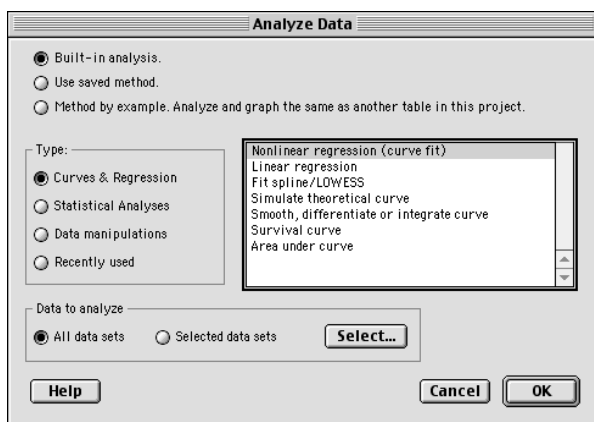 Analyze Data
Built-in analysis.
Use saved method.
Method by example. Analyze and graph the same as another table in this project.
Type:
Curves & Regression
Statistical Analyses
Data manipulations
Recently used
Nonlinear regression (curve fit)
Linear regression
Fit spline/LOWESS
Simulate theoretical curve
Smooth, differentiate or integrate curve
Survival curve
Area under curve
Data to analyze
All data sets
Selected data sets
Select...
Help
Cancel
OK